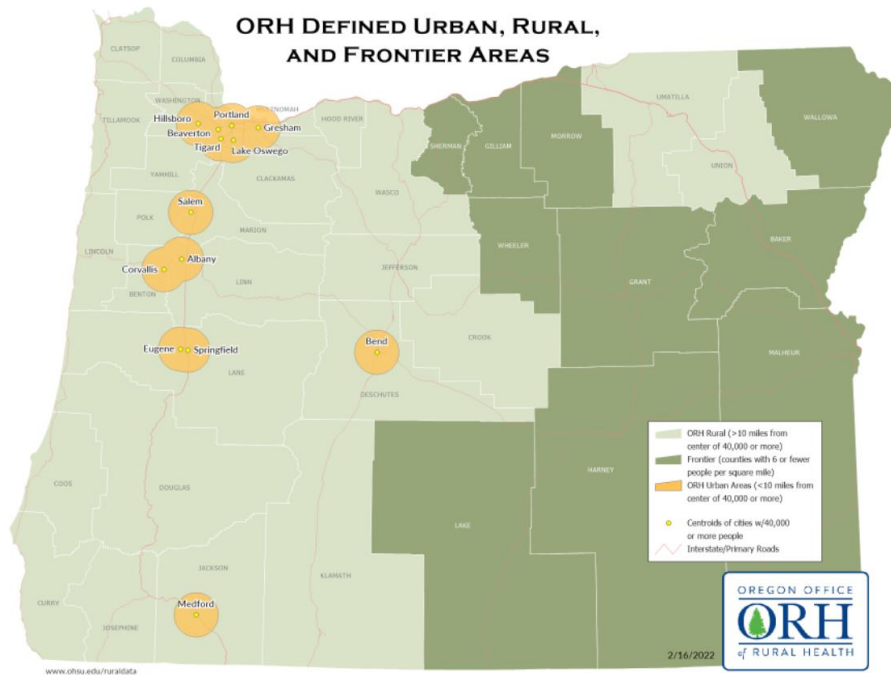 ORH DEFINED URBAN, RURAL,
AND FRONTIER AREAS
CLATSOP
COLUMBIA
WASHINGTON
TILLAMOOK
Portland
Hillsboro
Beaverton
Gresham
Tigard
Lake Oswego
HOOD RIVER
UMATILLA
WALLOWA
SHERMAN
GILLIAM
MORROW
UNION
YAMHILL
CLACKAMAS
WASCO
Salem
POLK
MARION
LINCOLN
Albany
Corvallis
BENTON
LINN
JEFFERSON
WHEELER
GRANT
BAKER
Eugene
Springfield
LANE
Bend
CROOK
DESCHUTES
MALHEUR
ORH Rural (>10 miles from
center of 40,000 or more)
Frontier (counties with 6 or fewer
people per square mile)
ORH Urban Areas (<10 miles from
center of 40,000 or more)
Centroids of cities w/40,000
or more people
Interstate/Primary Roads
COOS
DOUGLAS
HARNEY
LAKE
JACKSON
KLAMATH
CURRY
Medford
JOSEPHINE
2/16/2022
OREGON OFFICE
ORH
of RURAL HEALTH
www.ohsu.edu/ruraldata